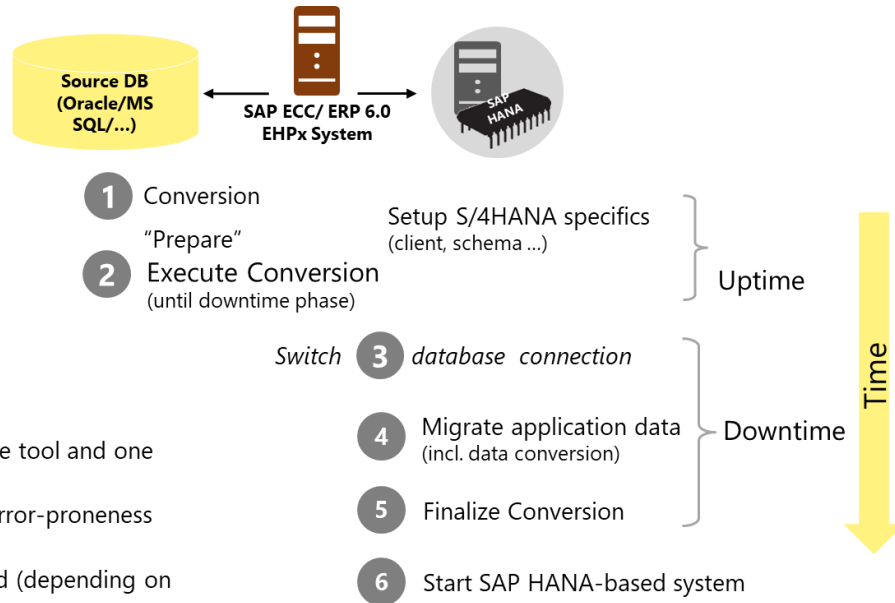 Source DB
(Oracle/MS
SQL/...)
SAP ECC/ ERP 6.0
EHPx System
SAP
HANA
1 Conversion
"Prepare"
2 Execute Conversion
(until downtime phase)
Setup S/4HANA specifics
(client, schema ...)
Uptime
Switch 3 database connection
4 Migrate application data
(incl. data conversion)
Downtime
5 Finalize Conversion
6 Start SAP HANA-based system
Time
tool and one
d (depending on